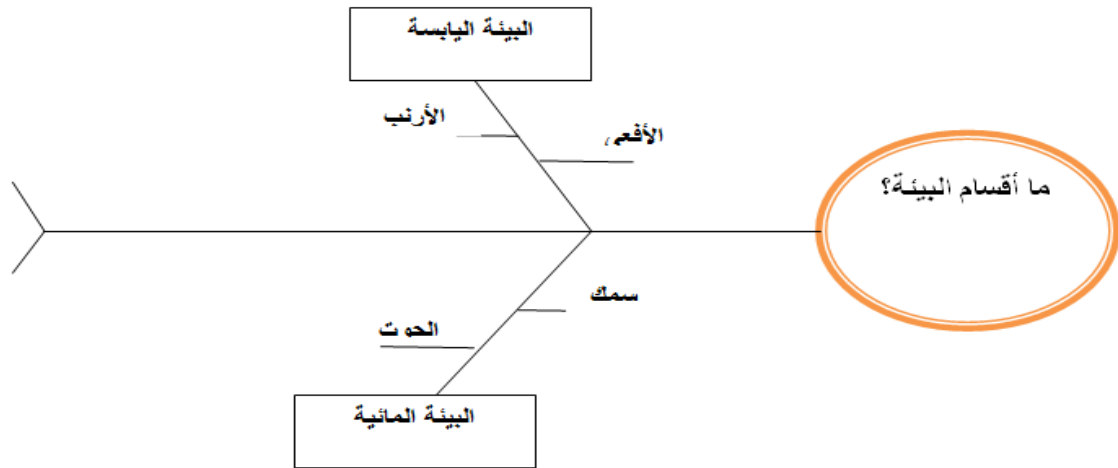 البيئة اليابسة
الأرنب
الأفعى
ما أقسام البيئة؟
سمك
الحوت
البيئة المائية